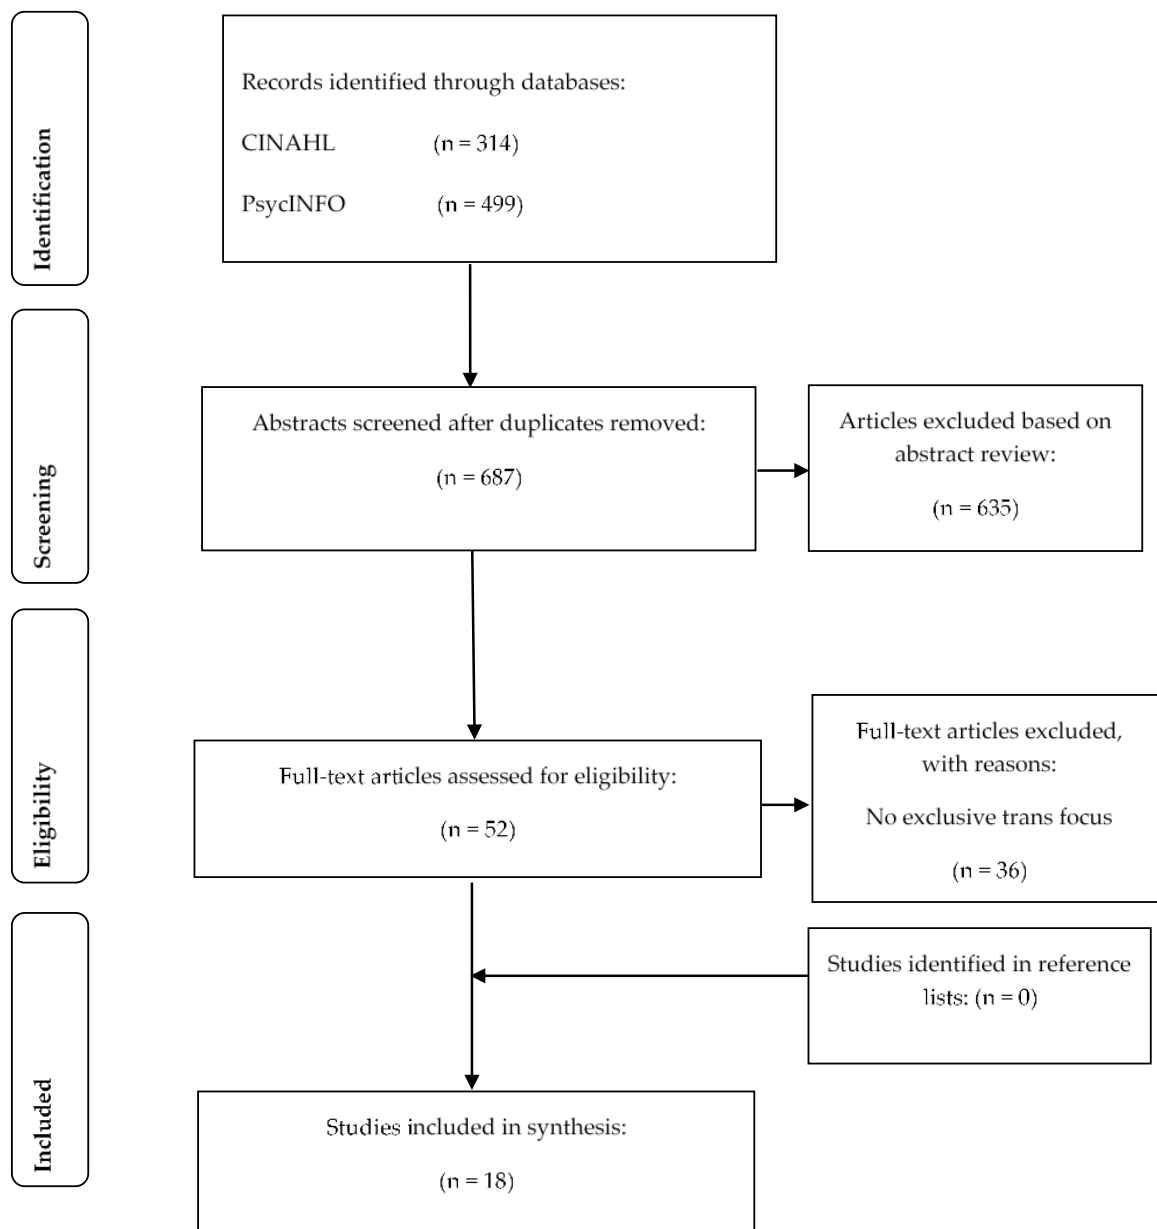 Identification
Records identified through databases:
CINAHL (n = 314)
PsycINFO (n = 499)
Screening
Abstracts screened after duplicates removed:
(n = 687)
Articles excluded based on
abstract review:
(n = 635)
Eligibility
Full-text articles assessed for eligibility:
(n = 52)
Full-text articles excluded,
with reasons:
No exclusive trans focus
(n = 36)
Included
Studies identified in reference
lists: (n = 0)
Studies included in synthesis:
(n = 18)